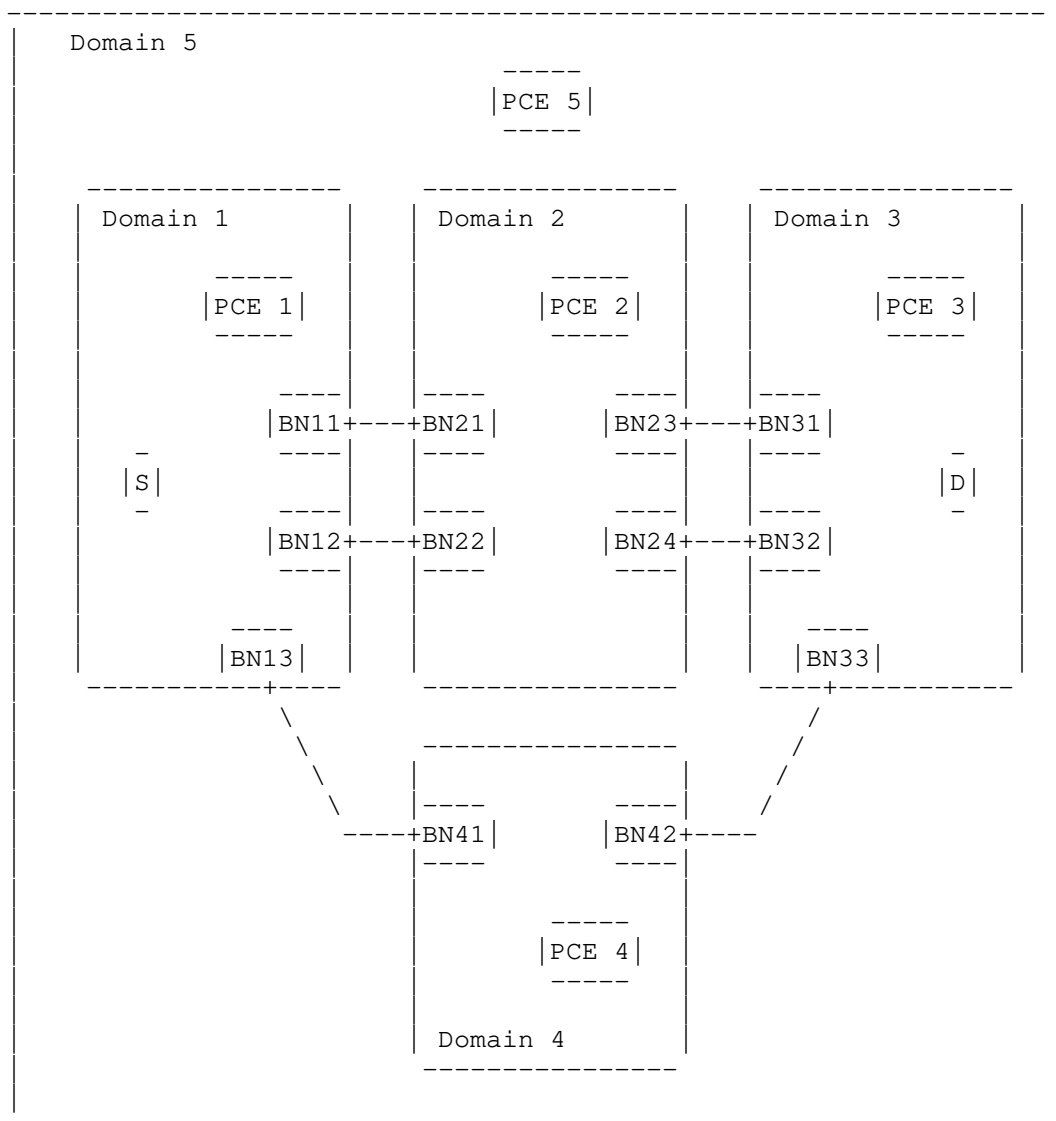 Domain 5
PCE 5
Domain 1 Domain 2 Domain 3
PCE 1 PCE 2 PCE 3
BN11 BN21 BN23 BN31
S D
BN12 BN22 BN24 BN32
BN13 BN33
BN41 BN42
PCE 4
Domain 4